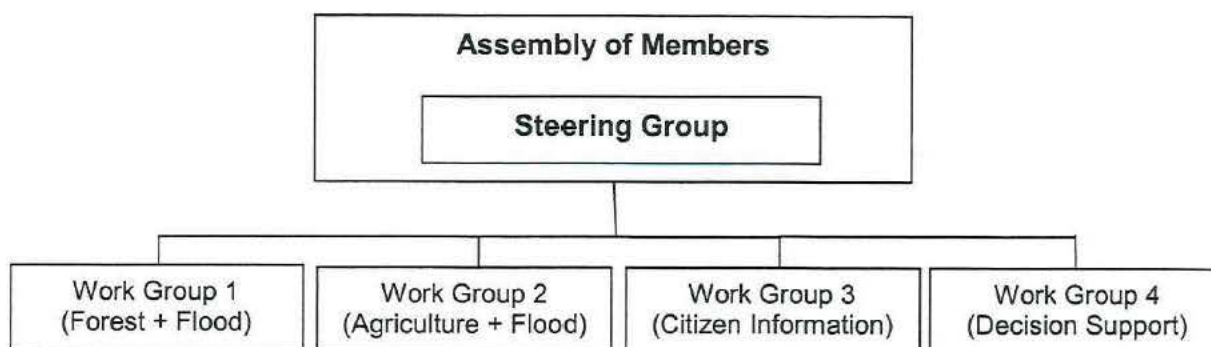 Assembly of Members
Steering Group
Work Group 1
(Forest + Flood)
Work Group 2
(Agriculture + Flood)
Work Group 3
(Citizen Information)
Work Group 4
(Decision Support)